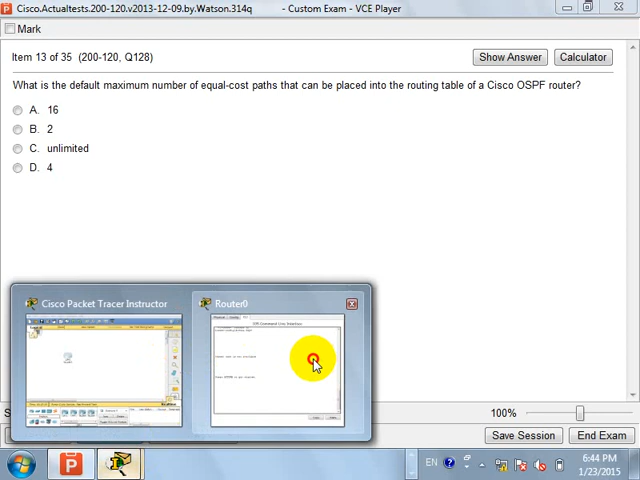 Cisco.Actualtests.200-120.v2013-12-09.by.Watson.314q - Custom Exam - VCE Player
Mark
Item 13 of 35 (200-120, Q128)
Show Answer
Calculator
What is the default maximum number of equal-cost paths that can be placed into the routing table of a Cisco OSPF router?
A. 16
B. 2
C. unlimited
D. 4
Cisco Packet Tracer Instructor
Router0
100%
Save Session
End Exam
EN
6:44 PM
1/23/2015